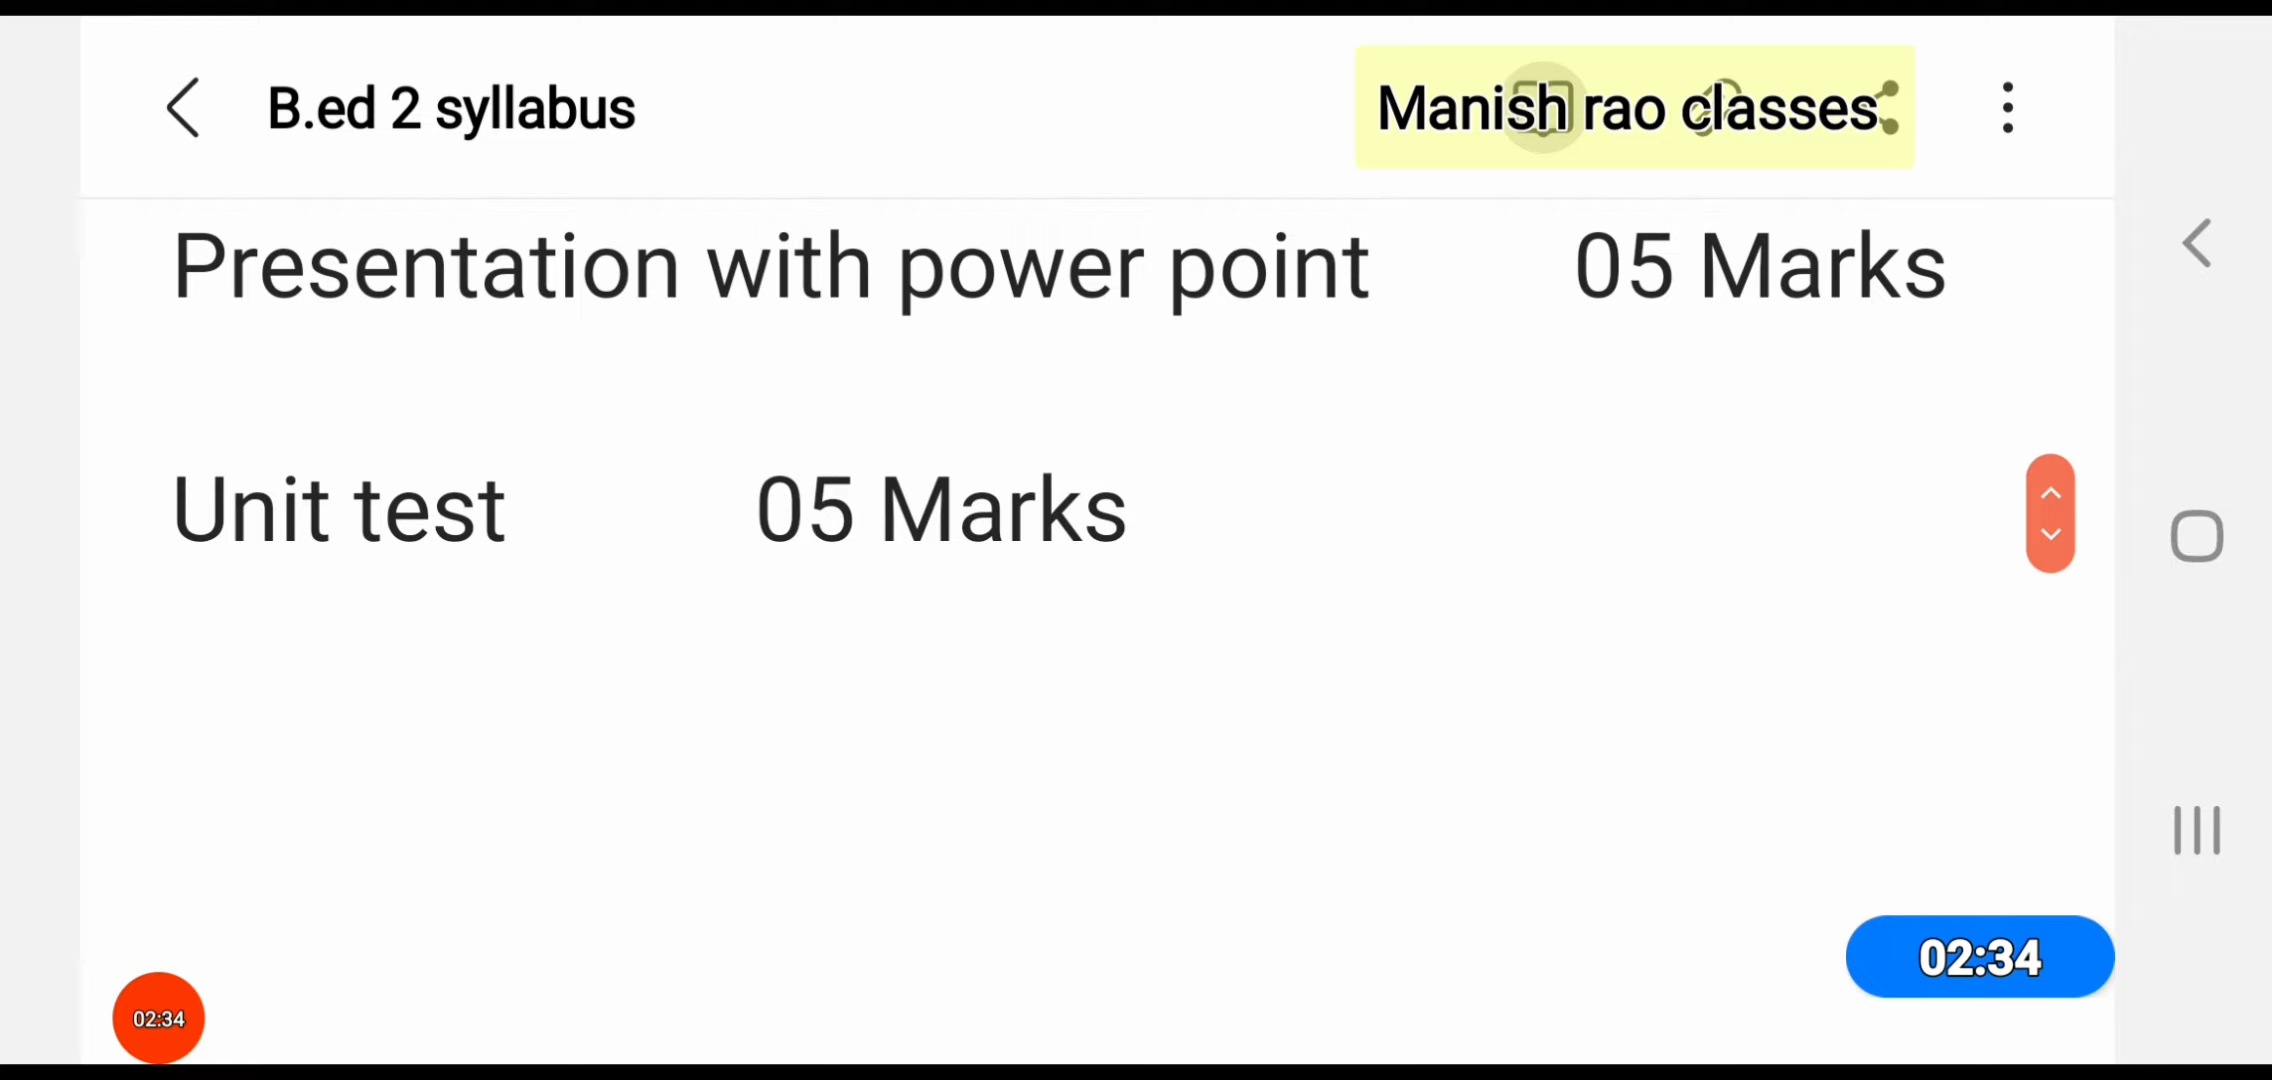 B.ed 2 syllabus Manish rao classes
Presentation with power point 05 Marks
Unit test 05 Marks
02:34
02:34